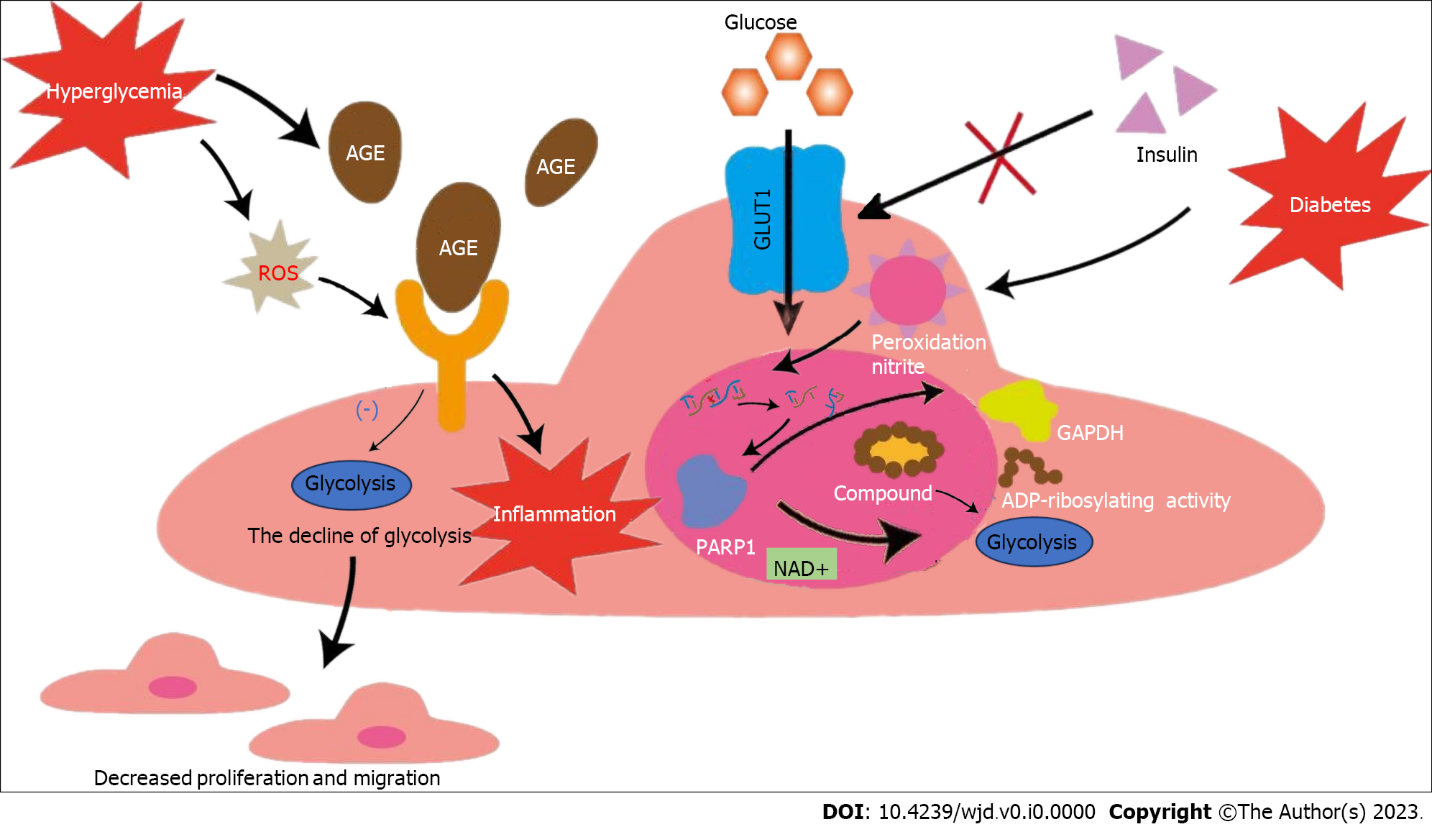 Glucose
Hyperglycemia
AGE
AGE
Insulin
GLUT1
Diabetes
AGE
ROS
Peroxidation
nitrite
(-)
GAPDH
Glycolysis
Compound
ADP-ribosylating activity
Inflammation
The decline of glycolysis
Glycolysis
PARP1
NAD+
Decreased proliferation and migration
DOI: 10.4239/wjd.v0.i0.0000 Copyright ©The Author(s) 2023.